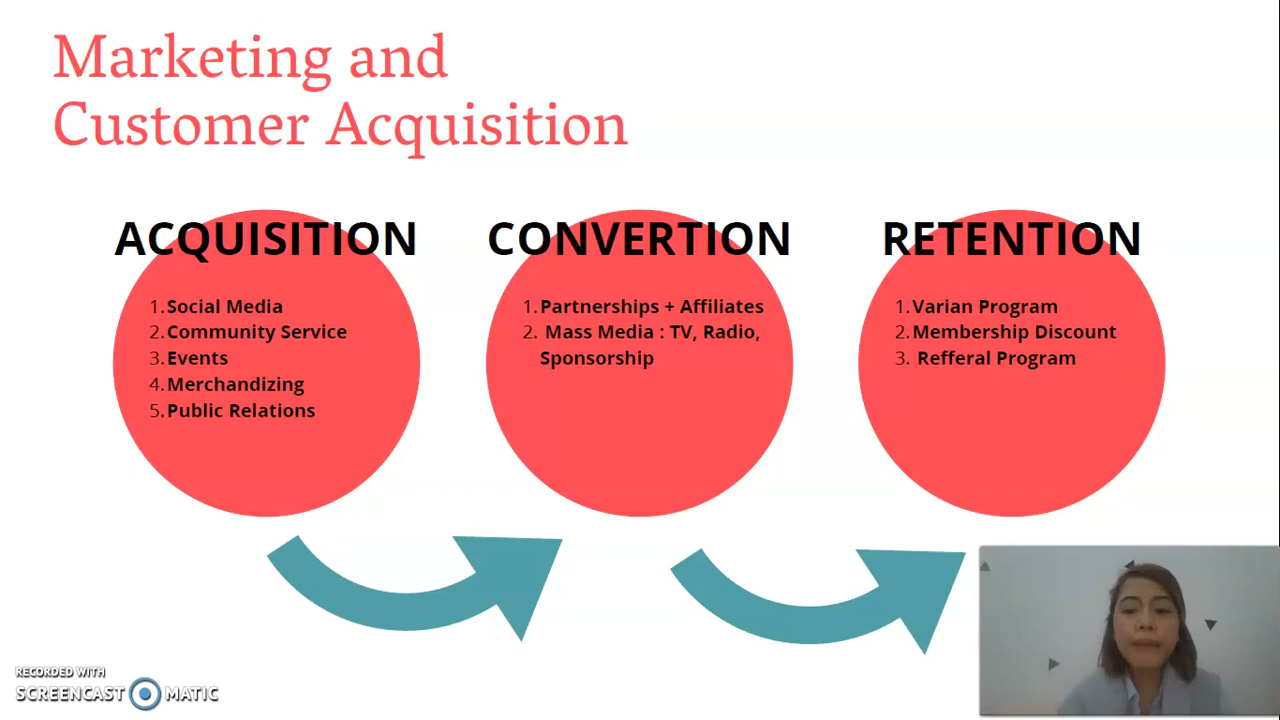 Marketing and
Customer Acquisition
ACQUISITION
1. Social Media
2. Community Service
3. Events
4. Merchandizing
5. Public Relations
CONVERTION
1. Partnerships + Affiliates
2. Mass Media : TV, Radio,
Sponsorship
RETENTION
1. Varian Program
2. Membership Discount
3. Refferal Program
RECORDED WITH
SCREENCAST MATIC